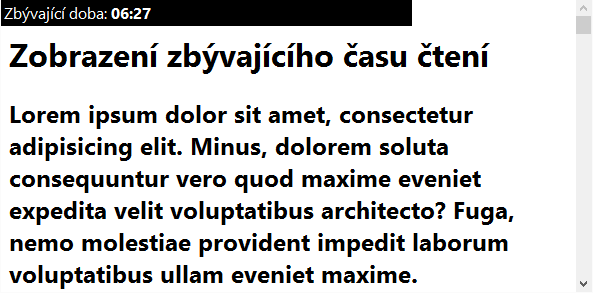 Zbývající doba: 06:27
Zobrazení zbývajícího času čtení
Lorem ipsum dolor sit amet, consectetur
adipisicing elit. Minus, dolorem soluta
consequuntur vero quod maxime eveniet
expedita velit voluptatibus architecto? Fuga,
nemo molestiae provident impedit laborum
voluptatibus ullam eveniet maxime.